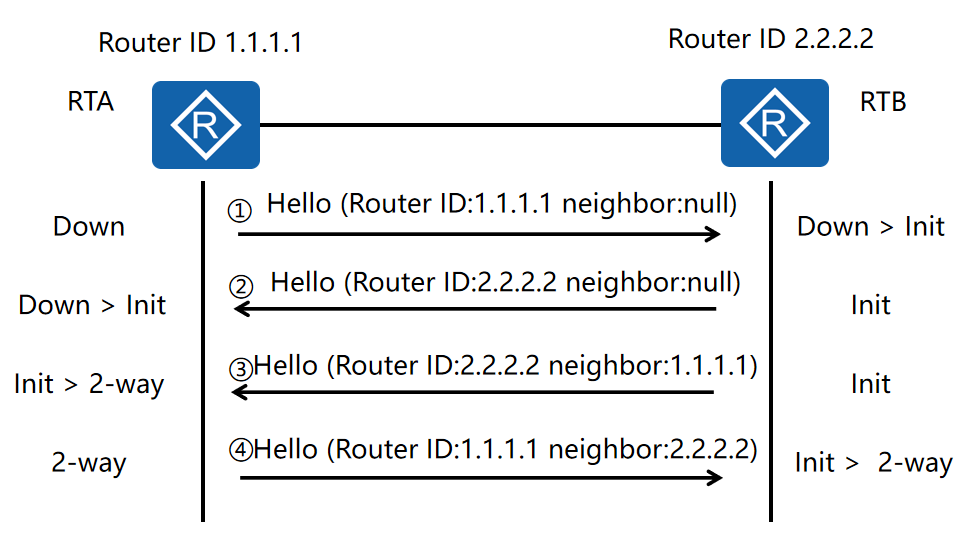 Router ID 1.1.1.1
Router ID 2.2.2.2
RTA
R
R
RTB
① Hello (Router ID:1.1.1.1 neighbor:null)
Down
Down > Init
② Hello (Router ID:2.2.2.2 neighbor:null)
Down > Init
Init
③Hello (Router ID:2.2.2.2 neighbor:1.1.1.1)
Init > 2-way
Init
④Hello (Router ID:1.1.1.1 neighbor:2.2.2.2)
2-way
Init > 2-way